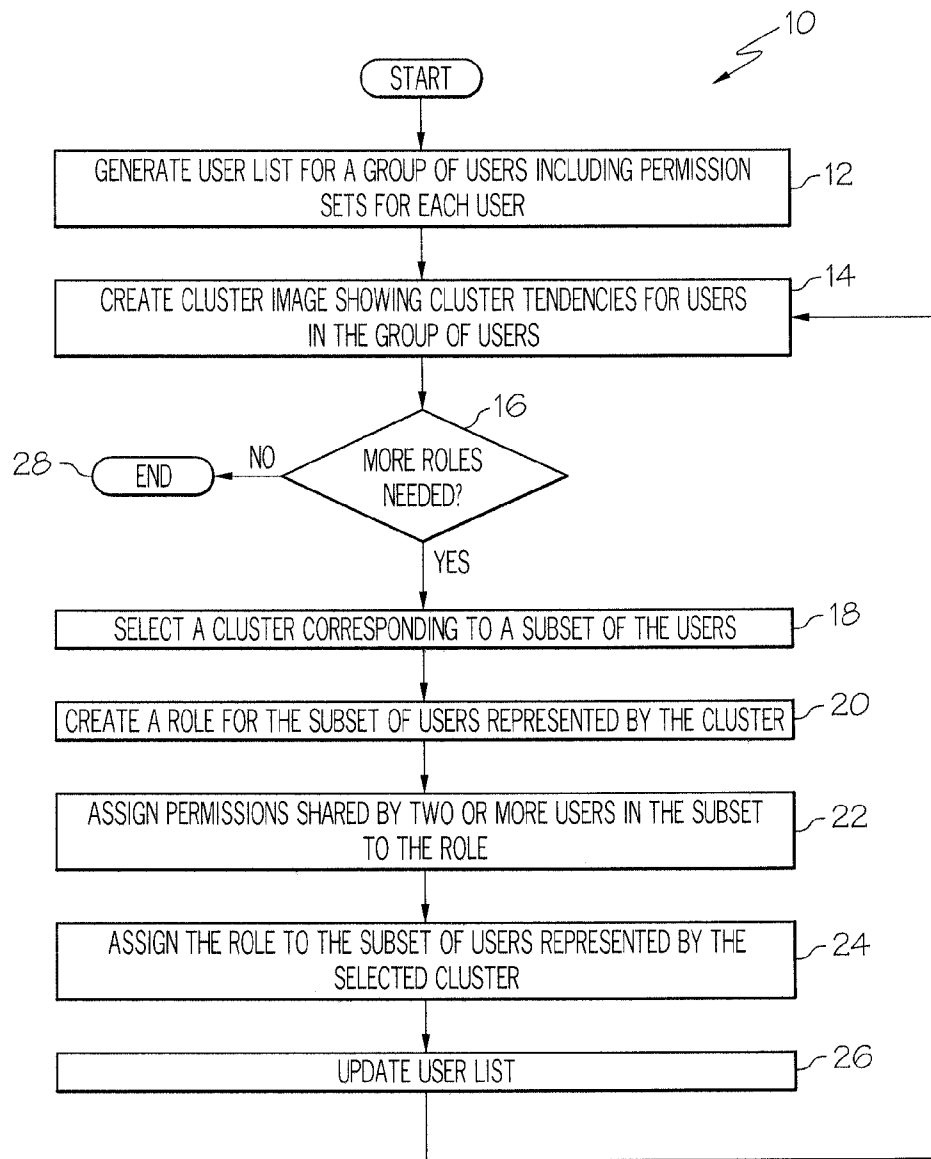 10
START
GENERATE USER LIST FOR A GROUP OF USERS INCLUDING PERMISSION
SETS FOR EACH USER
12
CREATE CLUSTER IMAGE SHOWING CLUSTER TENDENCIES FOR USERS
IN THE GROUP OF USERS
14
16
MORE ROLES
NEEDED?
NO
END
28
YES
SELECT A CLUSTER CORRESPONDING TO A SUBSET OF THE USERS
18
CREATE A ROLE FOR THE SUBSET OF USERS REPRESENTED BY THE CLUSTER
20
ASSIGN PERMISSIONS SHARED BY TWO OR MORE USERS IN THE SUBSET
TO THE ROLE
22
ASSIGN THE ROLE TO THE SUBSET OF USERS REPRESENTED BY THE
SELECTED CLUSTER
24
UPDATE USER LIST
26